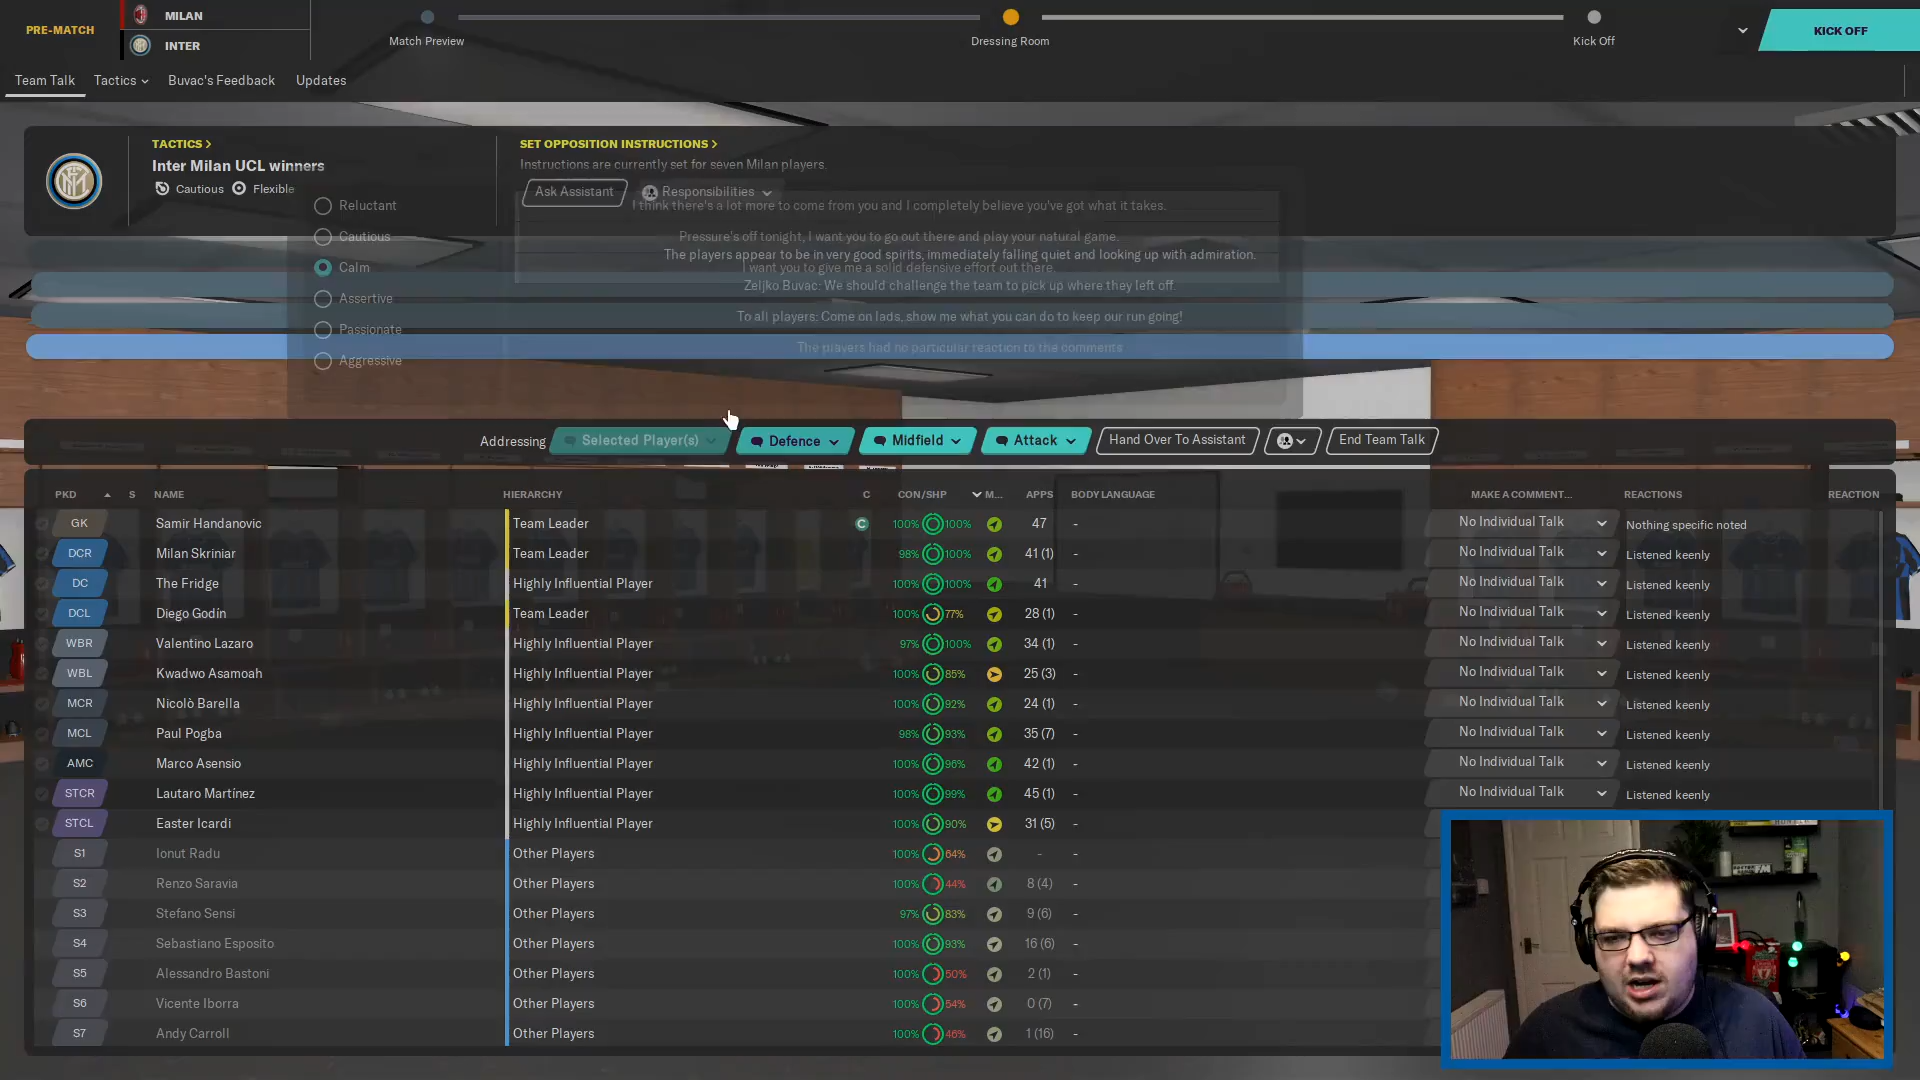 PRE-MATCH
MILAN
INTER
Match Preview
Dressing Room
Kick Off
KICK OFF
Team Talk
Tactics
Buvac's Feedback
Updates
TACTICS >
Inter Milan UCL winners
Cautious
Flexible
SET OPPOSITION INSTRUCTIONS >
Instructions are currently set for seven Milan players.
Ask Assistant
Responsibilities
Reluctant
I think there's a lot more to come from you and I completely believe you've got what it takes.
Cautious
Pressure's off tonight, I want you to go out there and play your natural game.
The players appear to be in very good spirits, immediately falling quiet and looking up with admiration.
Calm
I want you to give me a solid defensive effort out there.
Zeljko Buvac: We should challenge the team to pick up where they left off.
Assertive
To all players: Come on lads, show me what you can do to keep our run going!
Passionate
The players had no particular reaction to the comments
Aggressive
Addressing
Selected Player(s)
Defence
Midfield
Attack
Hand Over To Assistant
End Team Talk
PKD S NAME HIERARCHY C CON/SHP M... APPS BODY LANGUAGE MAKE A COMMENT... REACTIONS REACTION
GK Samir Handanovic Team Leader C 100% 100% 47 - No Individual Talk Nothing specific noted
DCR Milan Skriniar Team Leader 98% 100% 41 (1) - No Individual Talk Listened keenly
DC The Fridge Highly Influential Player 100% 100% 41 - No Individual Talk Listened keenly
DCL Diego Godín Team Leader 100% 77% 28 (1) - No Individual Talk Listened keenly
WBR Valentino Lazaro Highly Influential Player 97% 100% 34 (1) - No Individual Talk Listened keenly
WBL Kwadwo Asamoah Highly Influential Player 100% 85% 25 (3) - No Individual Talk Listened keenly
MCR Nicolò Barella Highly Influential Player 100% 92% 24 (1) - No Individual Talk Listened keenly
MCL Paul Pogba Highly Influential Player 98% 93% 35 (7) - No Individual Talk Listened keenly
AMC Marco Asensio Highly Influential Player 100% 96% 42 (1) - No Individual Talk Listened keenly
STCR Lautaro Martínez Highly Influential Player 100% 99% 45 (1) - No Individual Talk Listened keenly
STCL Easter Icardi Highly Influential Player 100% 90% 31 (5) -
S1 Ionut Radu Other Players 100% 64% - -
S2 Renzo Saravia Other Players 100% 44% 8 (4) -
S3 Stefano Sensi Other Players 97% 83% 9 (6) -
S4 Sebastiano Esposito Other Players 100% 93% 16 (6) -
S5 Alessandro Bastoni Other Players 100% 50% 2 (1) -
S6 Vicente Iborra Other Players 100% 54% 0 (7) -
S7 Andy Carroll Other Players 100% 46% 1 (16) -